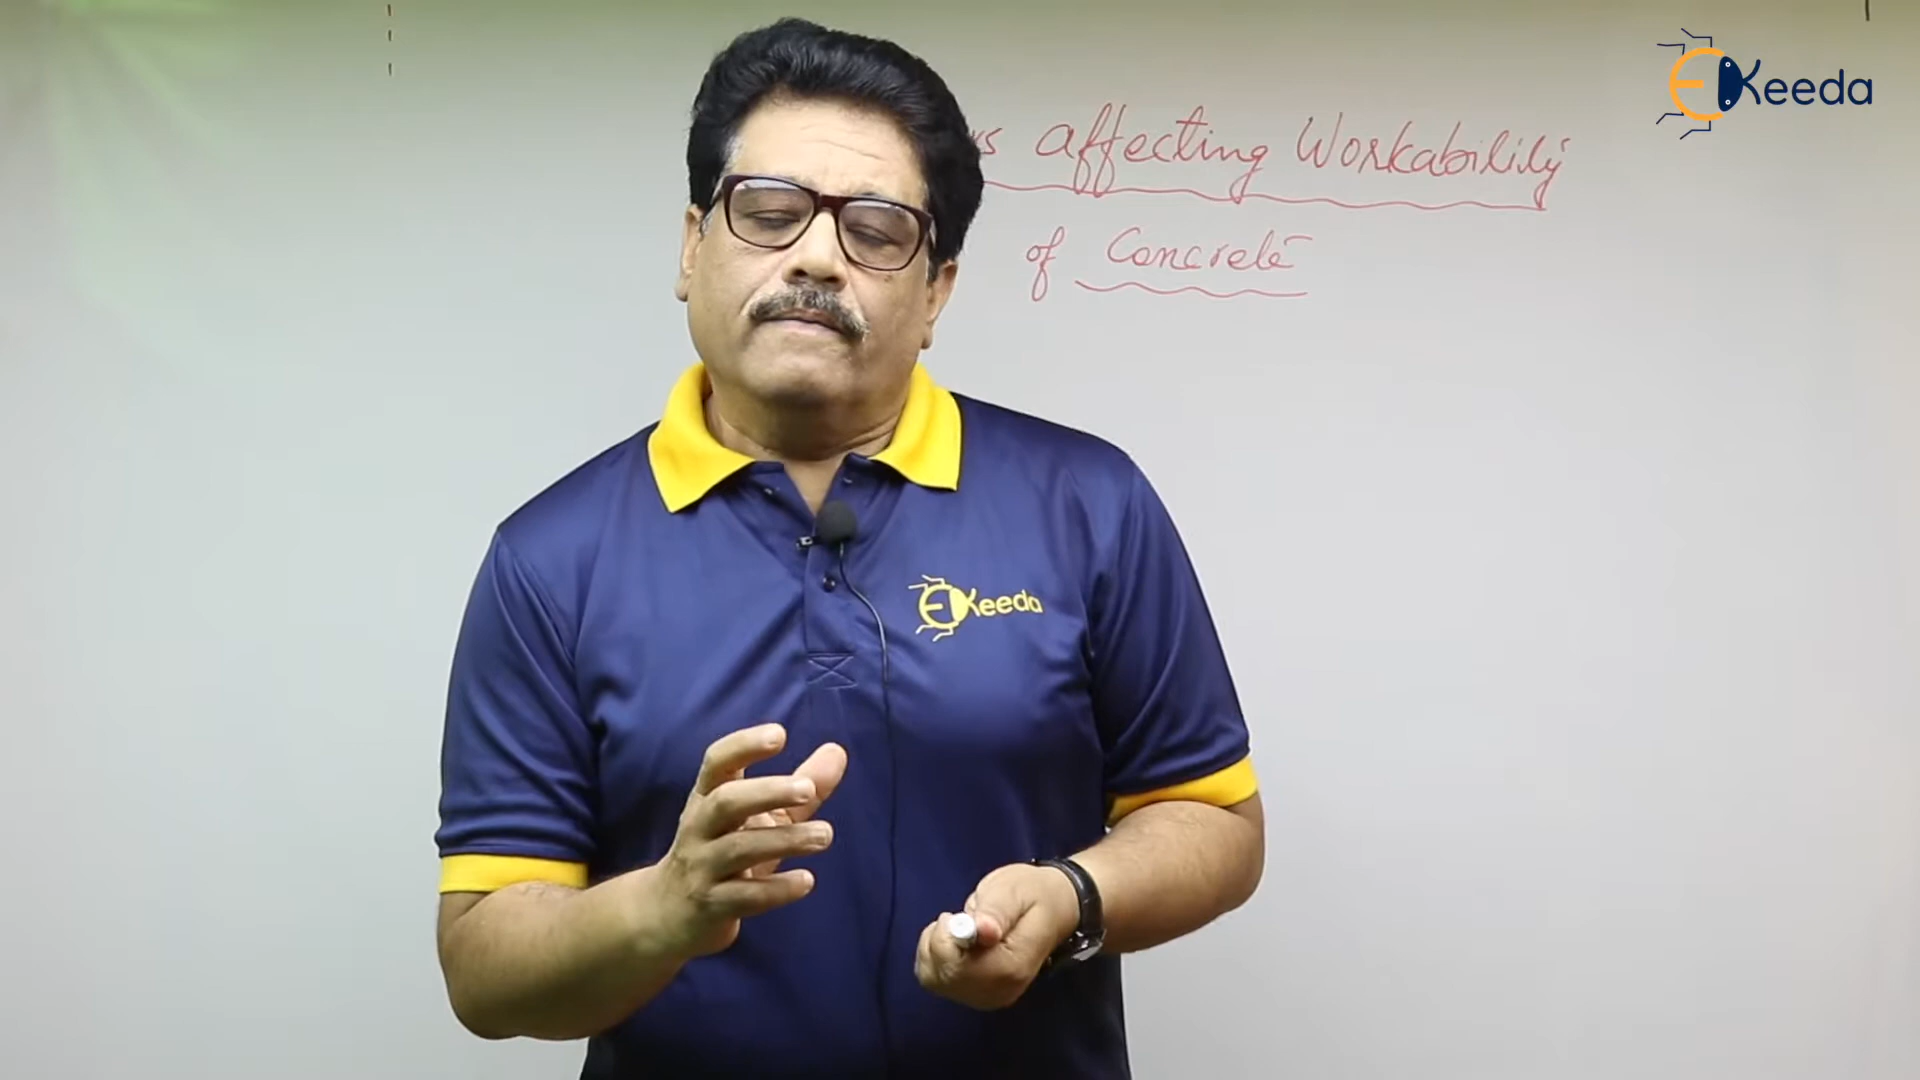 Keeda
affecting Workability
of Concrete
Keeda